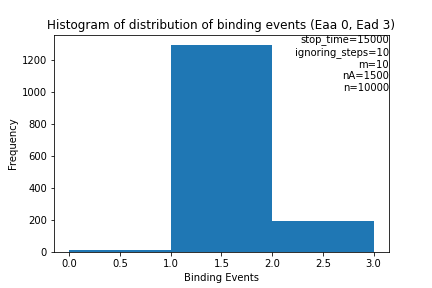 Histogram of distribution of binding events (Eaa 0, Ead 3)
stop_time=15000
ignoring_steps=10
m=10
nA=1500
n=10000
1200
1000
800
600
400
200
0
Frequency
0.0 0.5 1.0 1.5 2.0 2.5 3.0
Binding Events